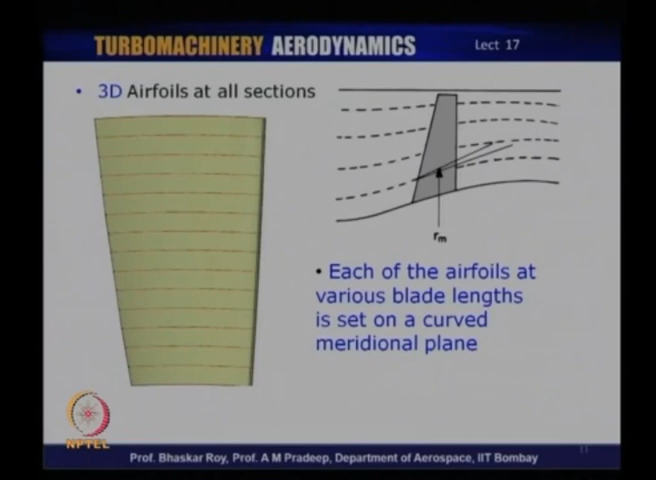 TURBOMACHINERY AERODYNAMICS
Lect 17
• 3D Airfoils at all sections
rm
• Each of the airfoils at
various blade lengths
is set on a curved
meridional plane
NPTEL
Prof. Bhaskar Roy, Prof. A M Pradeep, Department of Aerospace, IIT Bombay
11